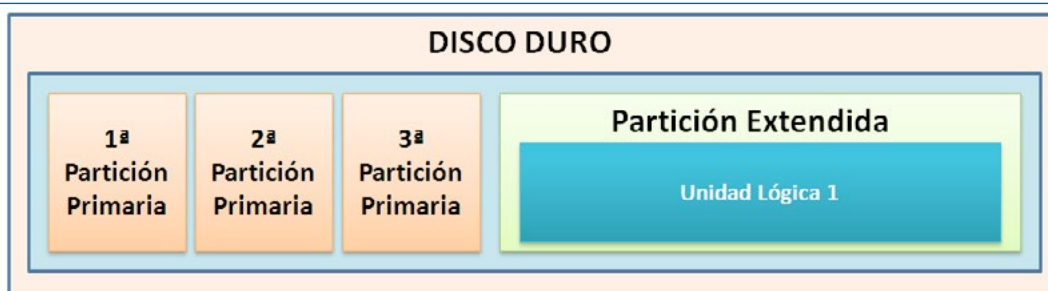 DISCO DURO
1ª
Partición
Primaria
2ª
Partición
Primaria
3ª
Partición
Primaria
Partición Extendida
Unidad Lógica 1